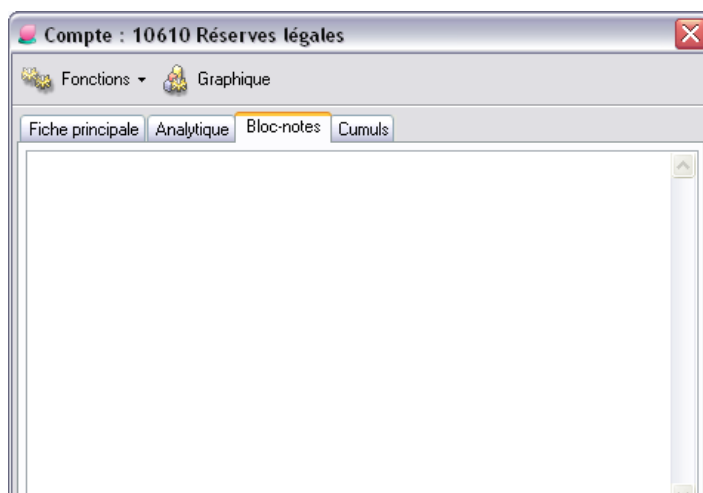 Compte : 10610 Réserves légales
Fonctions Graphique
Fiche principale Analytique Bloc-notes Cumuls